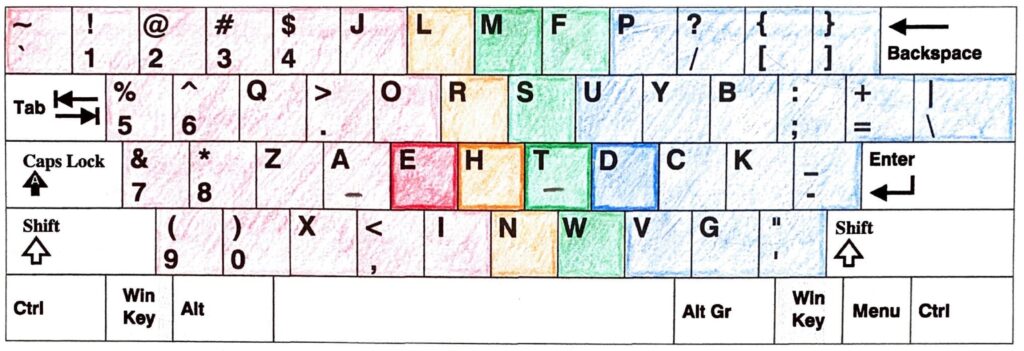 ~ ! @ # $ J L M F P ? { } Backspace
` 1 2 3 4 / [ ]
Tab % ^ Q > O R S U Y B : + |
5 6 . ; = \
Caps Lock & * Z A E H T D C K _ Enter
7 8 -
Shift ( ) X < I N W V G " Shift
9 0 , '
Ctrl Win Key Alt Alt Gr Win Key Menu Ctrl